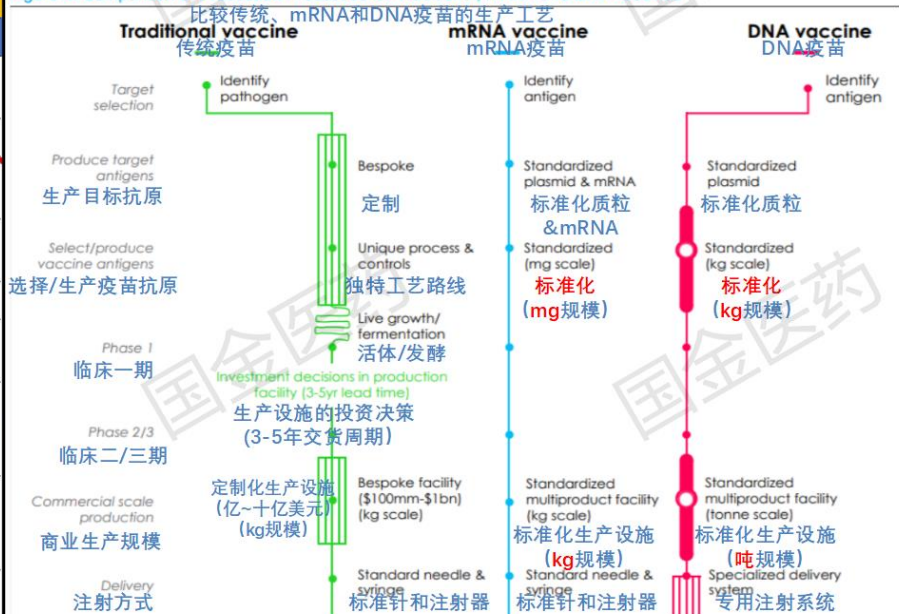 比较传统、mRNA和DNA疫苗的生产工艺
Traditional vaccine
传统疫苗
mRNA vaccine
mRNA疫苗
DNA vaccine
DNA疫苗
Target
selection
Identify
pathogen
Identify
antigen
Identify
antigen
Produce target
antigens
生产目标抗原
Bespoke
定制
Standardized
plasmid & mRNA
标准化质粒
&mRNA
Standardized
plasmid
标准化质粒
Select/produce
vaccine antigens
选择/生产疫苗抗原
Unique process &
controls
独特工艺路线
Standardized
(mg scale)
标准化
(mg规模)
Standardized
(kg scale)
标准化
(kg规模)
Live growth/
fermentation
活体/发酵
Phase 1
临床一期
Investment decisions in production
facility (3-5yr lead time)
生产设施的投资决策
(3-5年交货周期)
Phase 2/3
临床二/三期
Commercial scale
production
商业生产规模
定制化生产设施
(亿~十亿美元)
(kg规模)
Bespoke facility
($100mm-$1bn)
(kg scale)
Standardized
multiproduct facility
(kg scale)
标准化生产设施
(kg规模)
Standardized
multiproduct facility
(tonne scale)
标准化生产设施
(吨规模)
Delivery
注射方式
Standard needle &
syringe
标准针和注射器
Standard needle &
syringe
标准针和注射器
Specialized delivery
system
专用注射系统
国金医药
国金医药